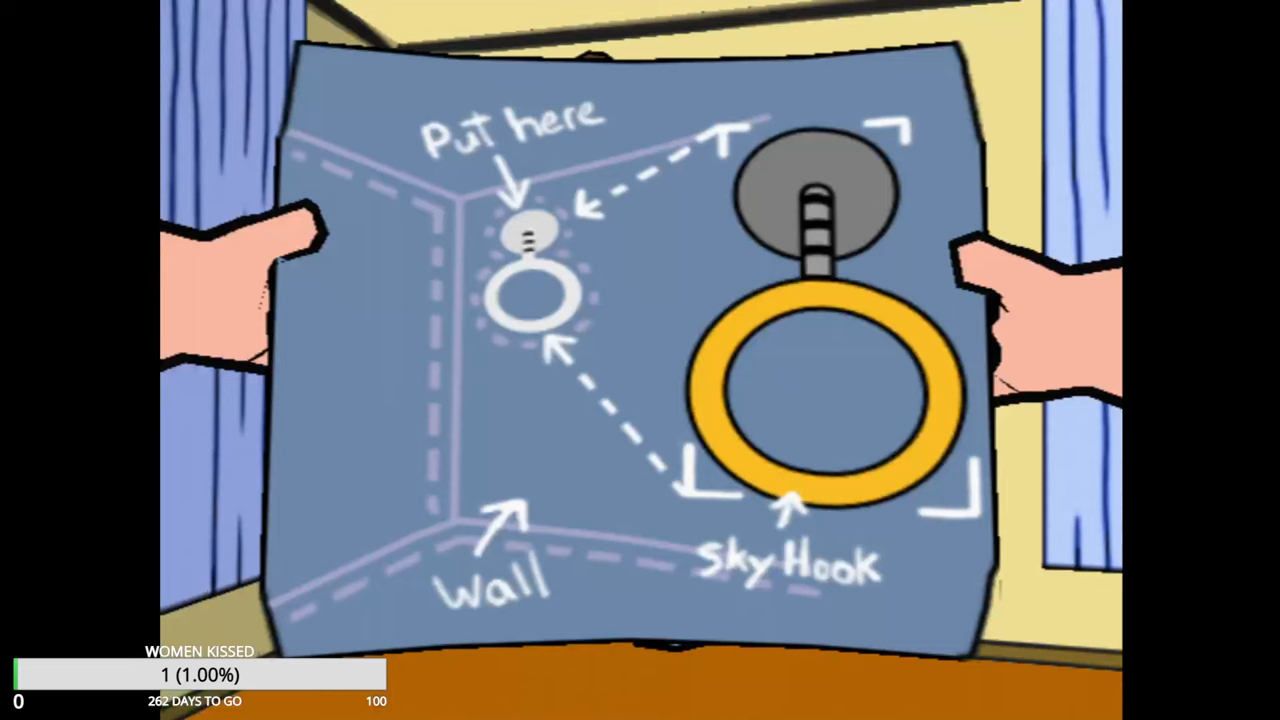 Put here
Wall
Sky Hook
WOMEN KISSED
1 (1.00%)
0
262 DAYS TO GO
100